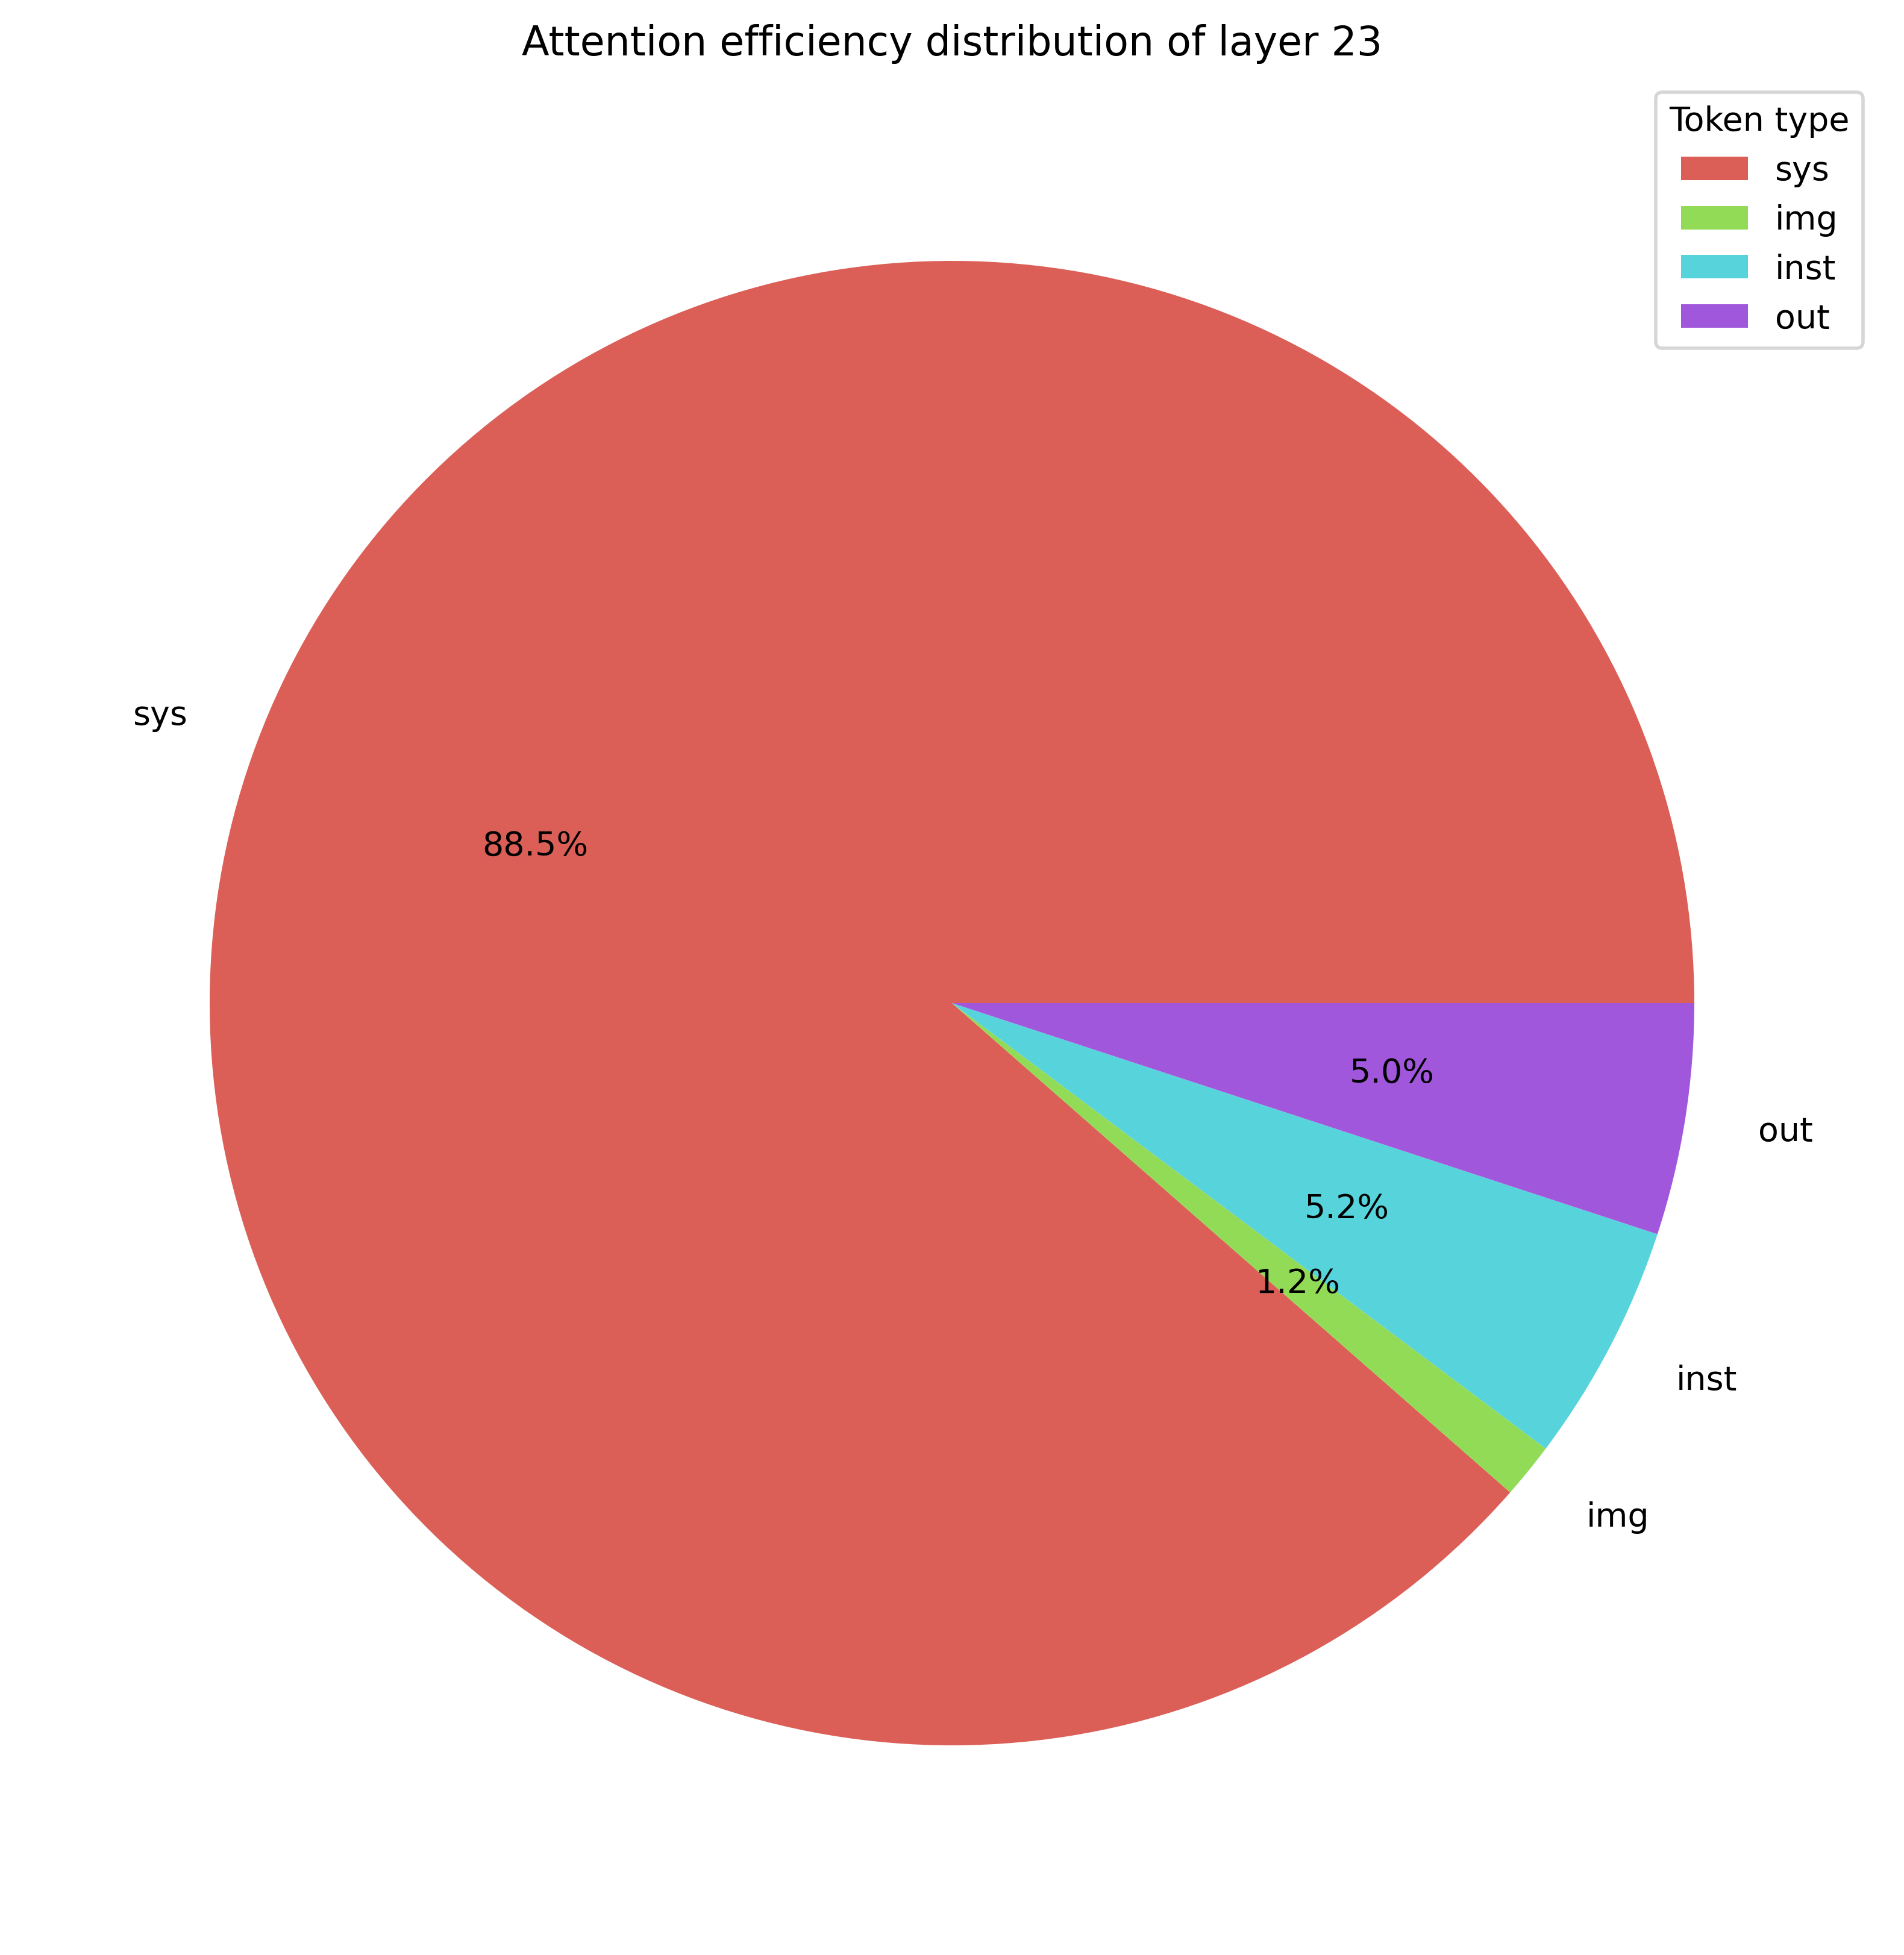 Attention efficiency distribution of layer 23
Token type
sys
img
inst
out
sys
88.5%
5.0%
out
5.2%
1.2%
inst
img